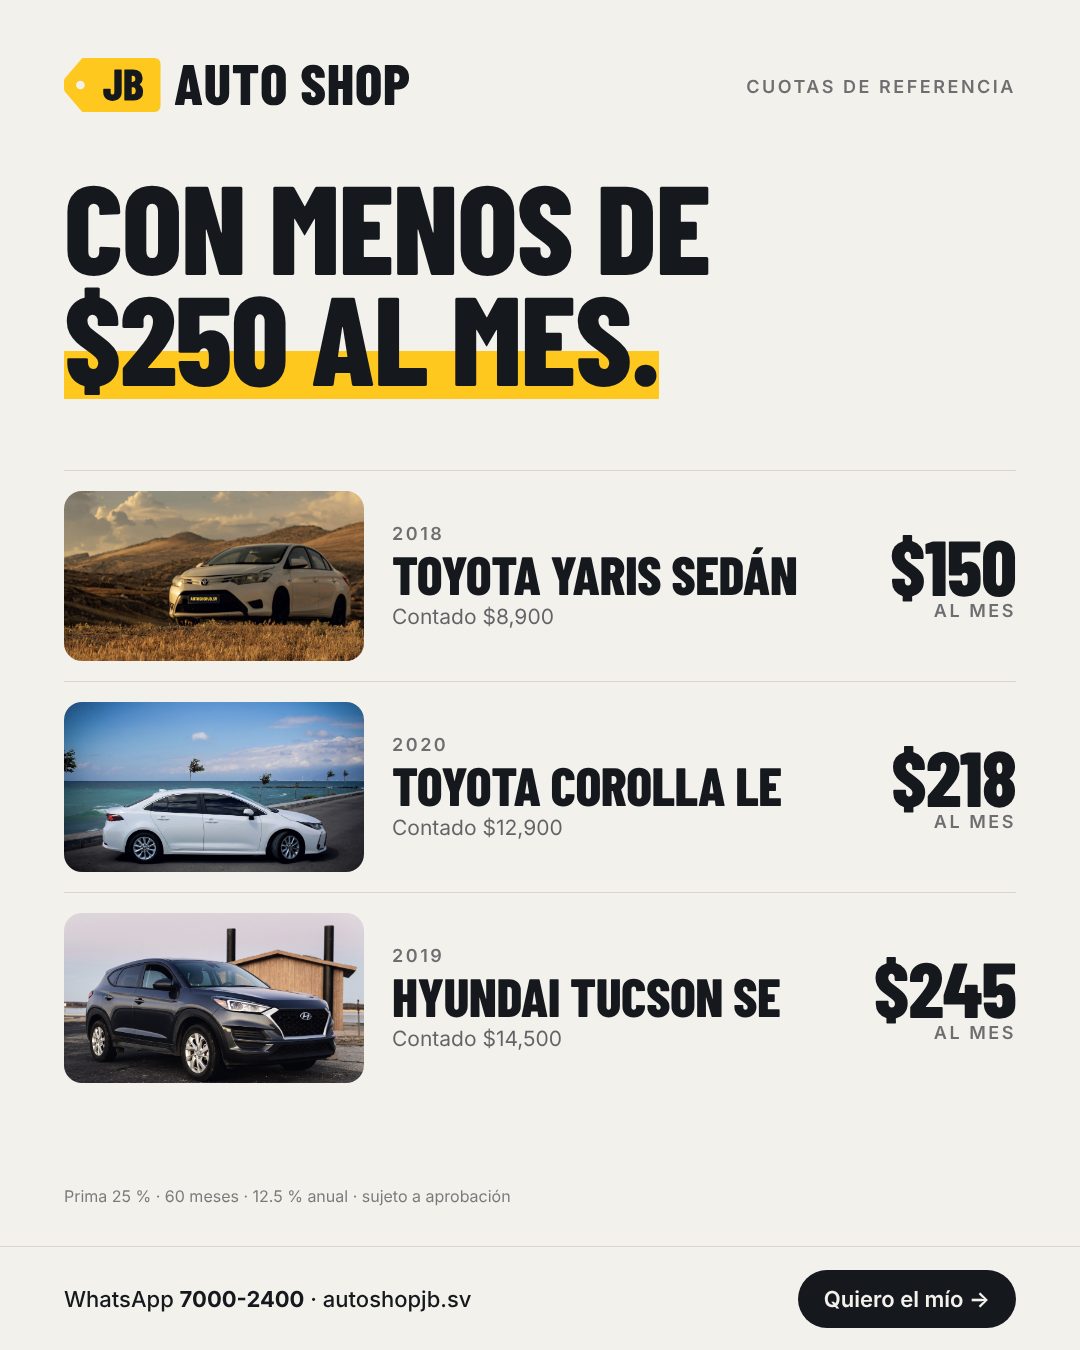 JB AUTO SHOP
CUOTAS DE REFERENCIA
CON MENOS DE
$250 AL MES.
2018
TOYOTA YARIS SEDÁN
Contado $8,900
$150
AL MES
AUTOSHOPJB.SV
2020
TOYOTA COROLLA LE
Contado $12,900
$218
AL MES
2019
HYUNDAI TUCSON SE
Contado $14,500
$245
AL MES
Prima 25 % · 60 meses · 12.5 % anual · sujeto a aprobación
WhatsApp 7000-2400 · autoshopjb.sv
Quiero el mío →